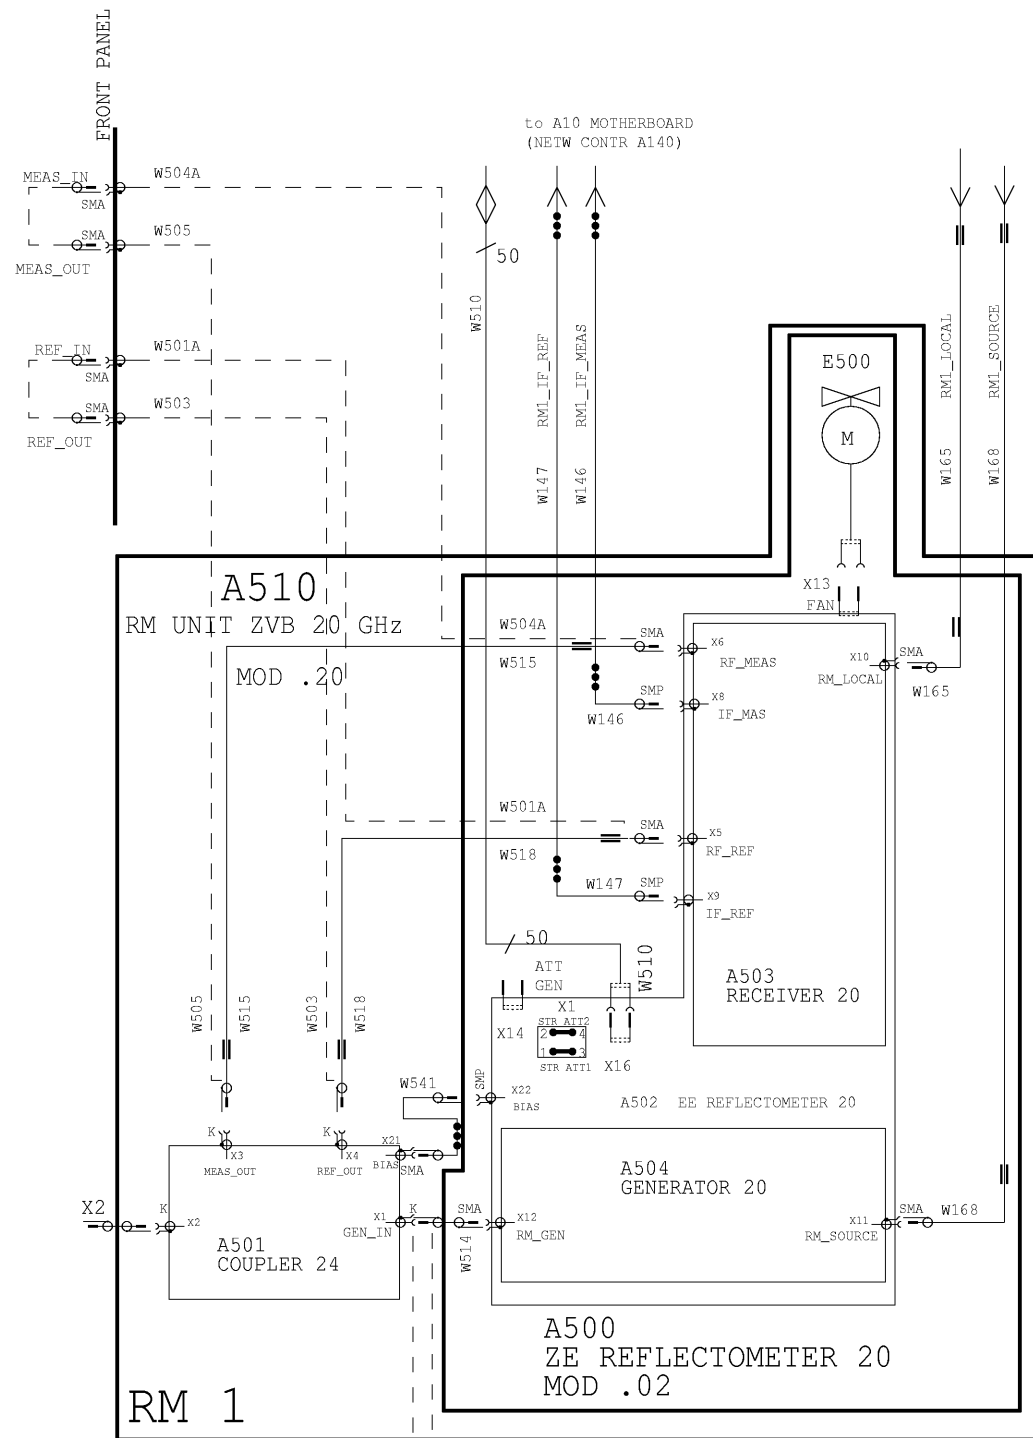 FRONT PANEL
to A10 MOTHERBOARD
(NETW CONTR A140)
MEAS_IN
W504A
SMA
SMA
W505
MEAS_OUT
50
W510
RM1_IF_REF
RM1_IF_MEAS
RM1_LOCAL
RM1_SOURCE
REF_IN
W501A
SMA
SMA
W503
REF_OUT
E500
M
W147
W146
W165
W168
A510
RM UNIT ZVB 20 GHz
MOD .20
X13
FAN
W504A
W515
SMA
X6
RF_MEAS
X10
SMA
RM_LOCAL
W165
SMP
X8
W146
IF_MAS
W501A
W518
SMA
X5
RF_REF
W147
SMP
X9
IF_REF
50
W510
ATT
GEN
A503
RECEIVER 20
W505
W515
W503
W518
X14
X1
STR ATT2
2
4
1
3
STR ATT1
X16
W541
SMP
X22
BIAS
A502 EE REFLECTOMETER 20
K
X3
MEAS_OUT
K
X4
REF_OUT
X21
BIAS
SMA
A504
GENERATOR 20
X2
K
X2
X1
K
GEN_IN
SMA
W514
X12
RM_GEN
X11
SMA
RM_SOURCE
W168
A501
COUPLER 24
A500
ZE REFLECTOMETER 20
MOD .02
RM 1